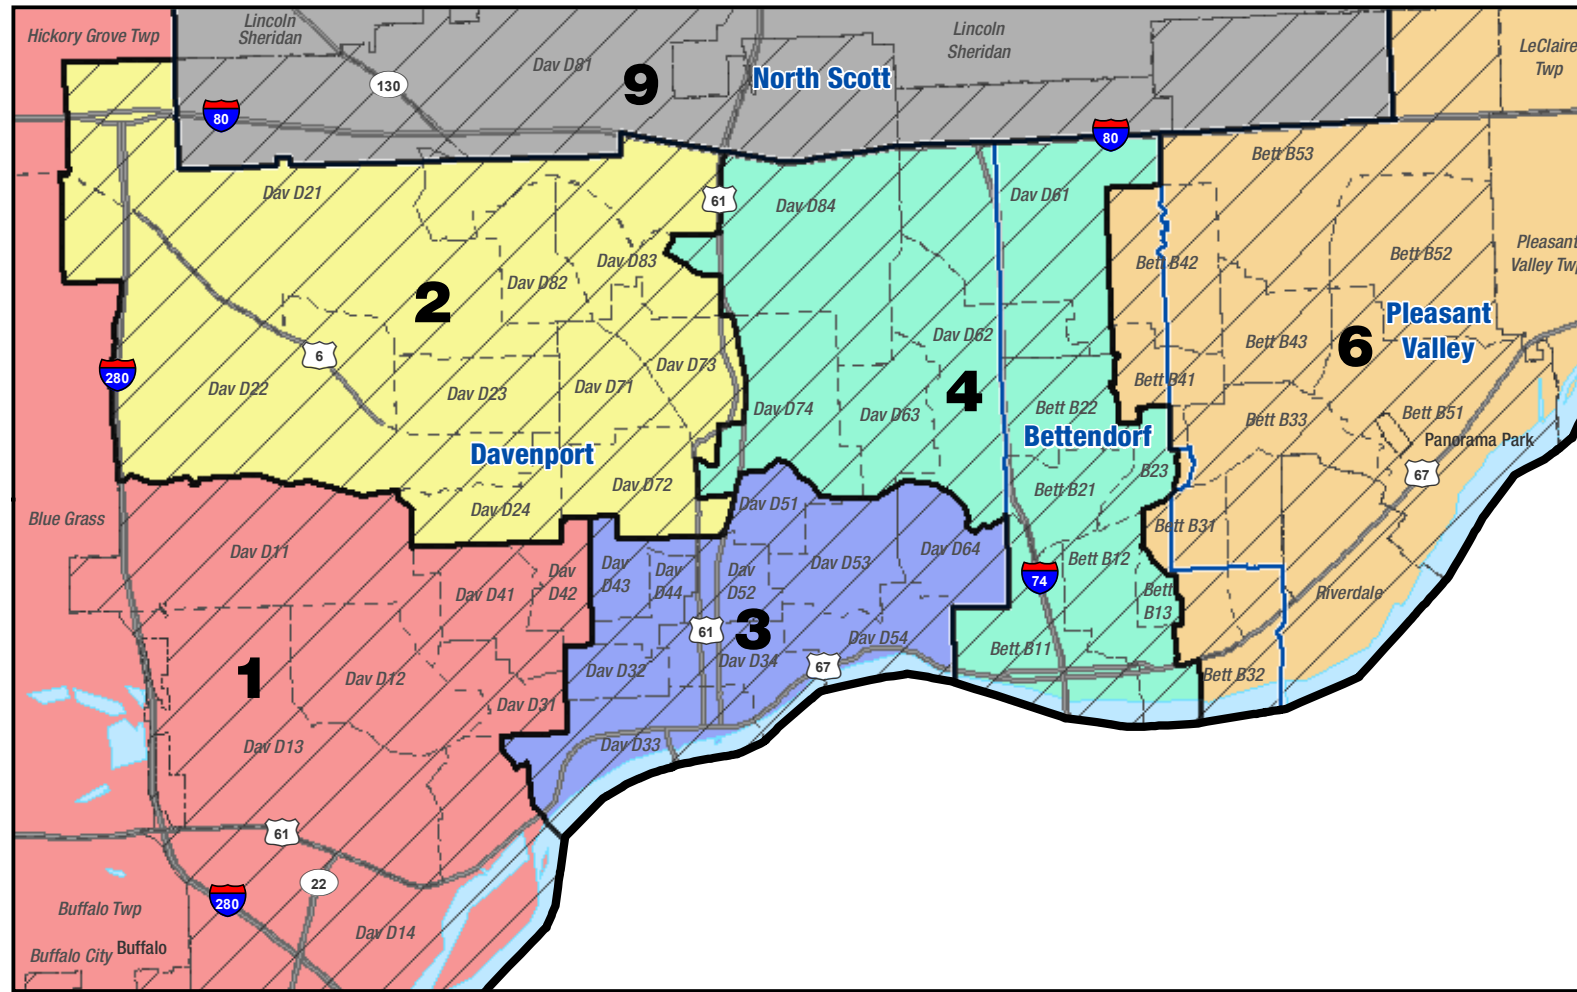 Hickory Grove Twp
Lincoln
Sheridan
Dav D81
130
80
9
North Scott
Lincoln
Sheridan
80
LeClaire
Twp
Bett B53
Dav D21
61
Dav D84
Dav D61
Dav D83
Dav D82
2
Bett B42
Bett B52
Pleasant
Valley Twp
Pleasant
Valley
6
280
Dav D22
Dav D23
Dav D71
Dav D73
Dav D62
4
Dav D74
Dav D63
Bett B43
6
Bett B41
Bett B22
Bettendorf
Bett B33
Bett B51
Panorama Park
67
Davenport
Dav D72
Dav D24
B23
Bett B21
Blue Grass
Dav D11
Dav D51
Bett B31
Dav
D43
Dav
D44
Dav
D52
Dav D53
Dav D64
Bett B12
74
Bett
B13
Riverdale
Dav D41
Dav
D42
61
3
Dav D54
Bett B11
Bett B32
1
Dav D12
Dav D32
Dav D34
67
Dav D31
Dav D13
Dav D33
61
22
280
Buffalo Twp
Dav D14
Buffalo City
Buffalo